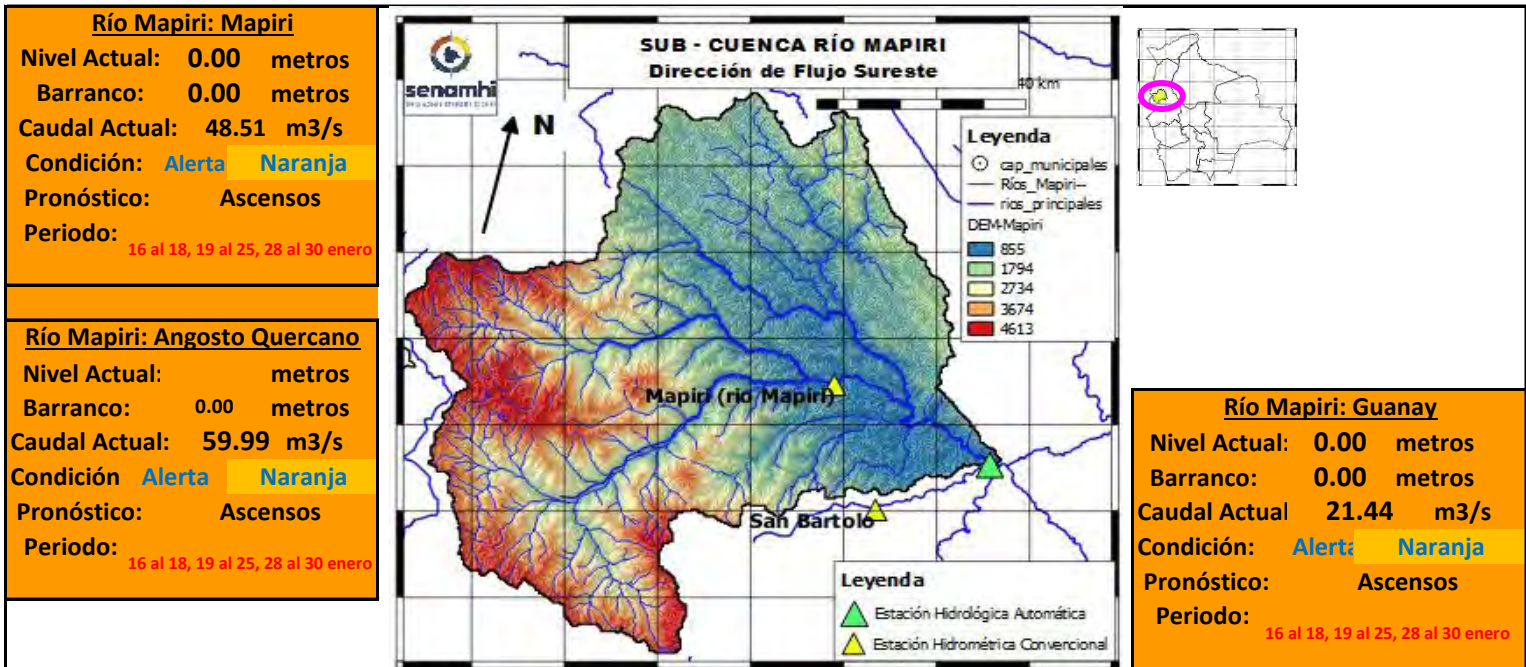 Río Mapiri: Mapiri
Nivel Actual: 0.00 metros
Barranco: 0.00 metros
Caudal Actual: 48.51 m3/s
Condición: Alerta Naranja
Pronóstico: Ascensos
Periodo:
16 al 18, 19 al 25, 28 al 30 enero
Río Mapiri: Angosto Quercano
Nivel Actual: metros
Barranco: 0.00 metros
Caudal Actual: 59.99 m3/s
Condición Alerta Naranja
Pronóstico: Ascensos
Periodo:
16 al 18, 19 al 25, 28 al 30 enero
senamhi
SUB - CUENCA RÍO MAPIRI
Dirección de Flujo Sureste
40 km
N
Leyenda
cap_municipales
Ríos_Mapiri--
rios_principales
DEM-Mapiri
855
1794
2734
3674
4613
Mapiri (rio Mapiri)
San Bartolo
Leyenda
Estación Hidrológica Automática
Estación Hidrométrica Convencional
Río Mapiri: Guanay
Nivel Actual: 0.00 metros
Barranco: 0.00 metros
Caudal Actual 21.44 m3/s
Condición: Alerta Naranja
Pronóstico: Ascensos
Periodo:
16 al 18, 19 al 25, 28 al 30 enero